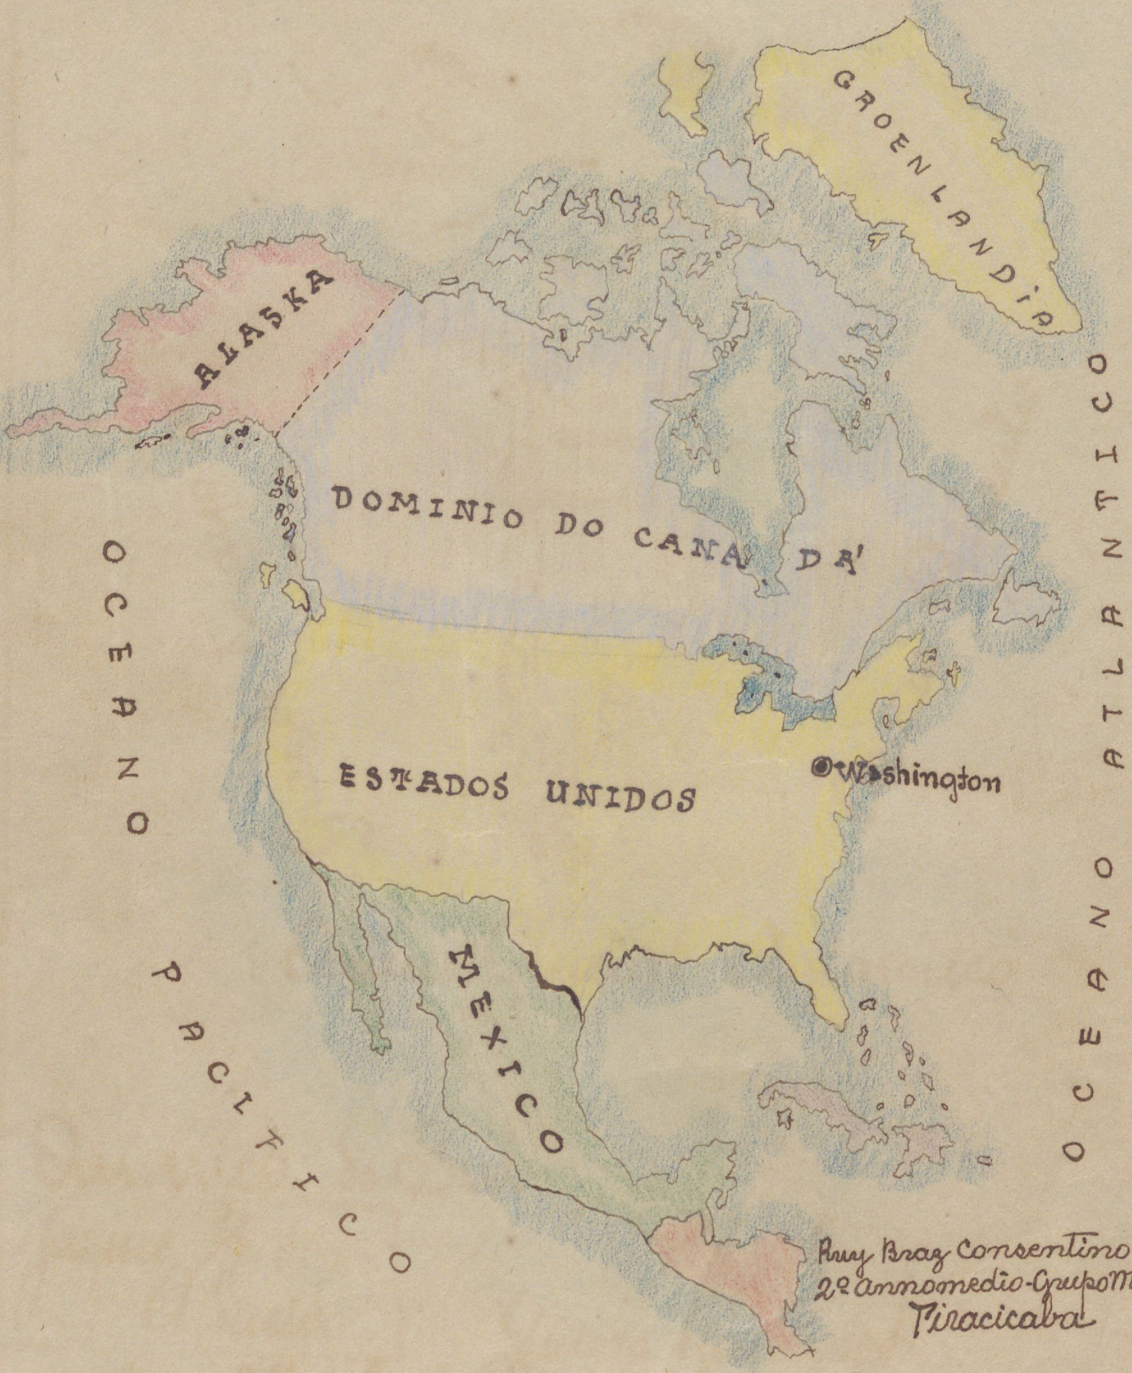 GROENLANDiA
ALASKA
DOMINIO DO CANADA'
OCEANO PACIFICO
OCEANO ATLANTICO
ESTADOS UNIDOS
Washington
MEXICO
Ruy Braz Consentino
2º annomedio-Grupo M
Piracicaba